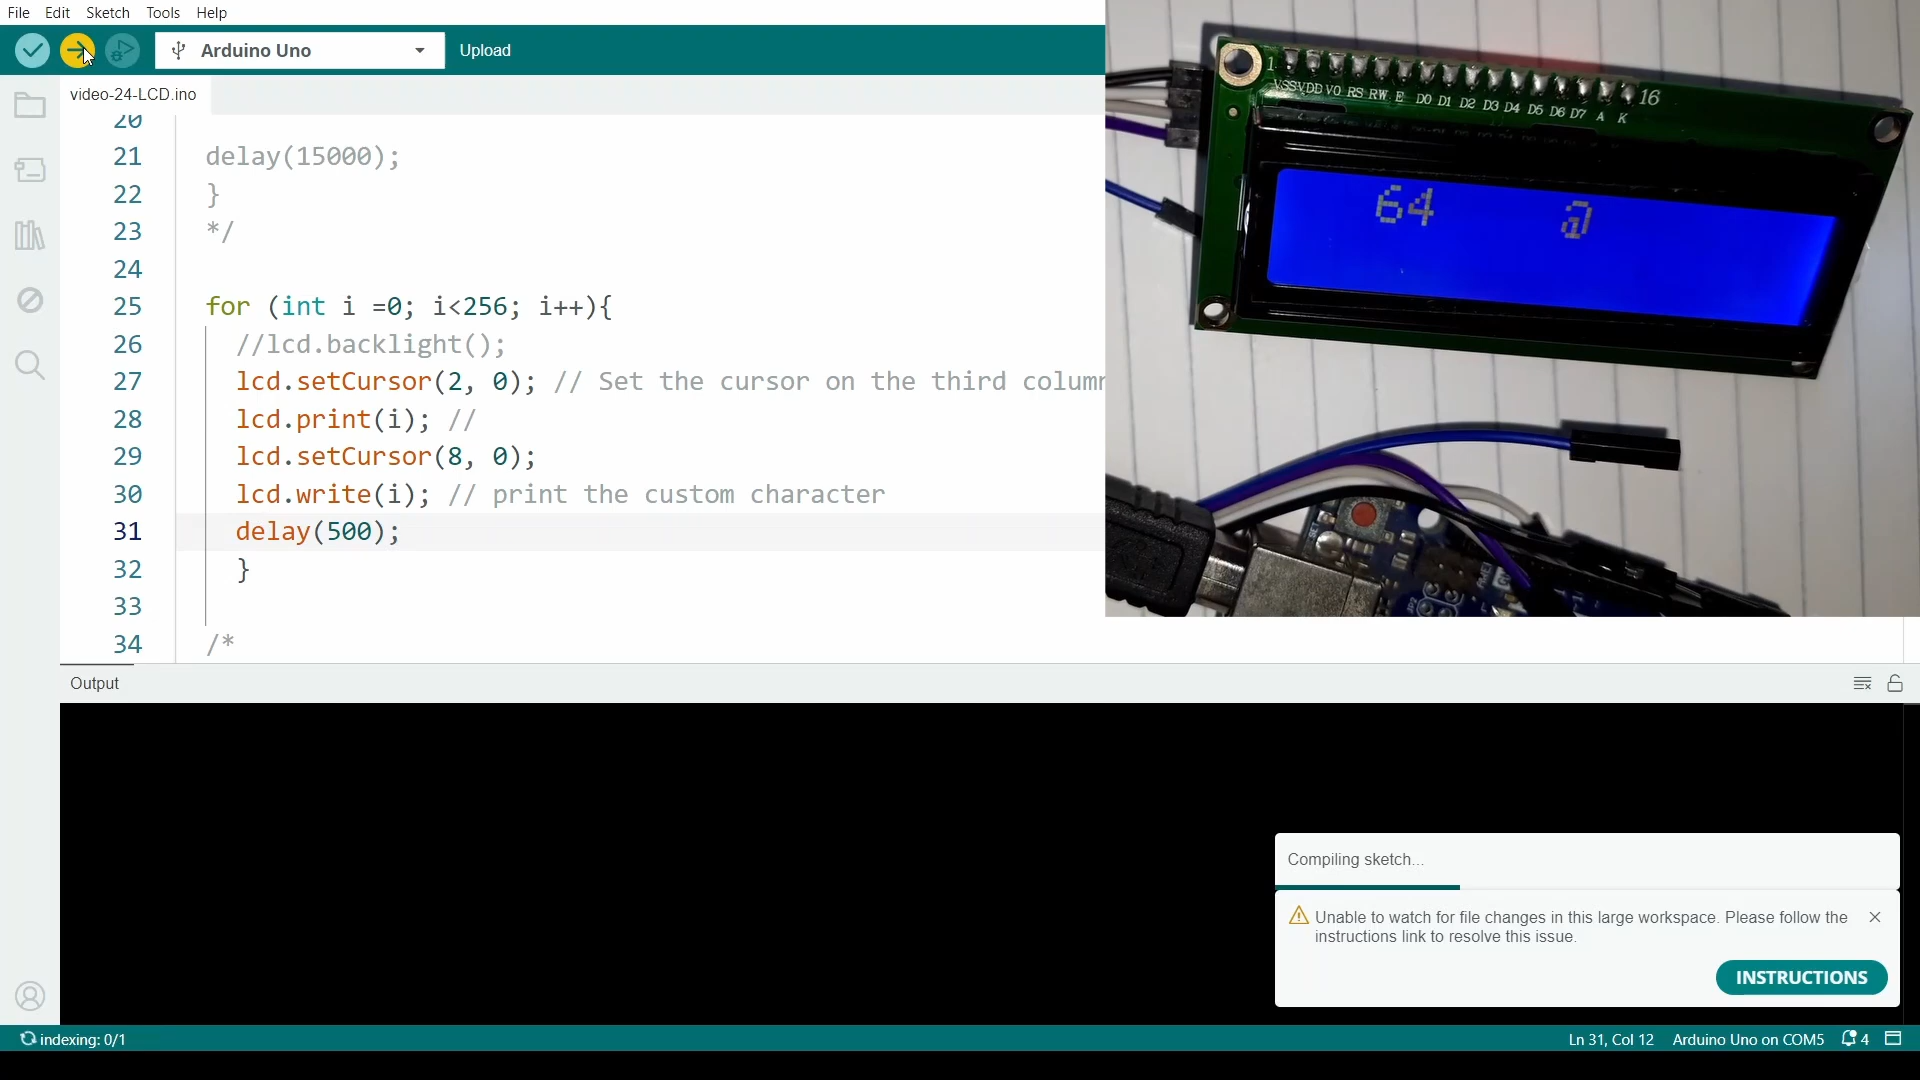 File Edit Sketch Tools Help
Arduino Uno
Upload
video-24-LCD.ino
20
21 delay(15000);
22 }
23 */
24
25 for (int i =0; i<256; i++){
26 //lcd.backlight();
27 lcd.setCursor(2, 0); // Set the cursor on the third column
28 lcd.print(i); //
29 lcd.setCursor(8, 0);
30 lcd.write(i); // print the custom character
31 delay(500);
32 }
33
34 /*
1 16
VSS VDD V0 RS RW E D0 D1 D2 D3 D4 D5 D6 D7 A K
64 @
Output
Compiling sketch...
Unable to watch for file changes in this large workspace. Please follow the
instructions link to resolve this issue.
INSTRUCTIONS
indexing: 0/1
Ln 31, Col 12 Arduino Uno on COM5 4